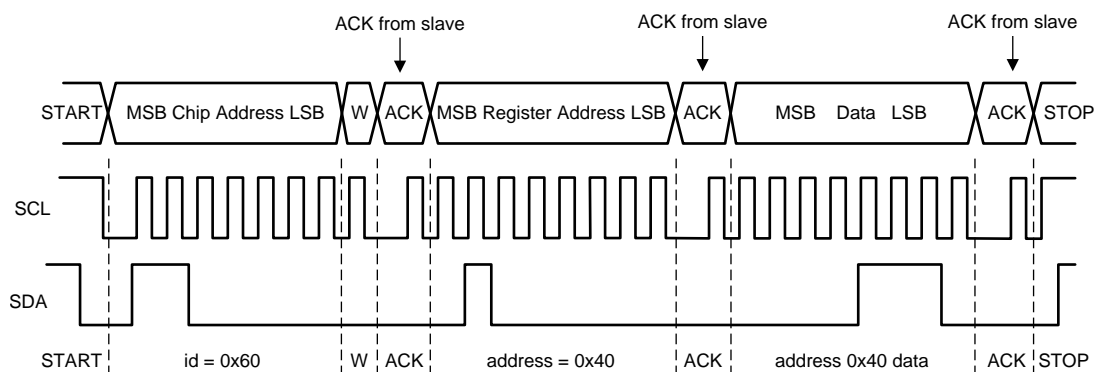 ACK from slave ACK from slave ACK from slave
START MSB Chip Address LSB W ACK MSB Register Address LSB ACK MSB Data LSB ACK STOP
SCL
SDA
START id = 0x60 W ACK address = 0x40 ACK address 0x40 data ACK STOP